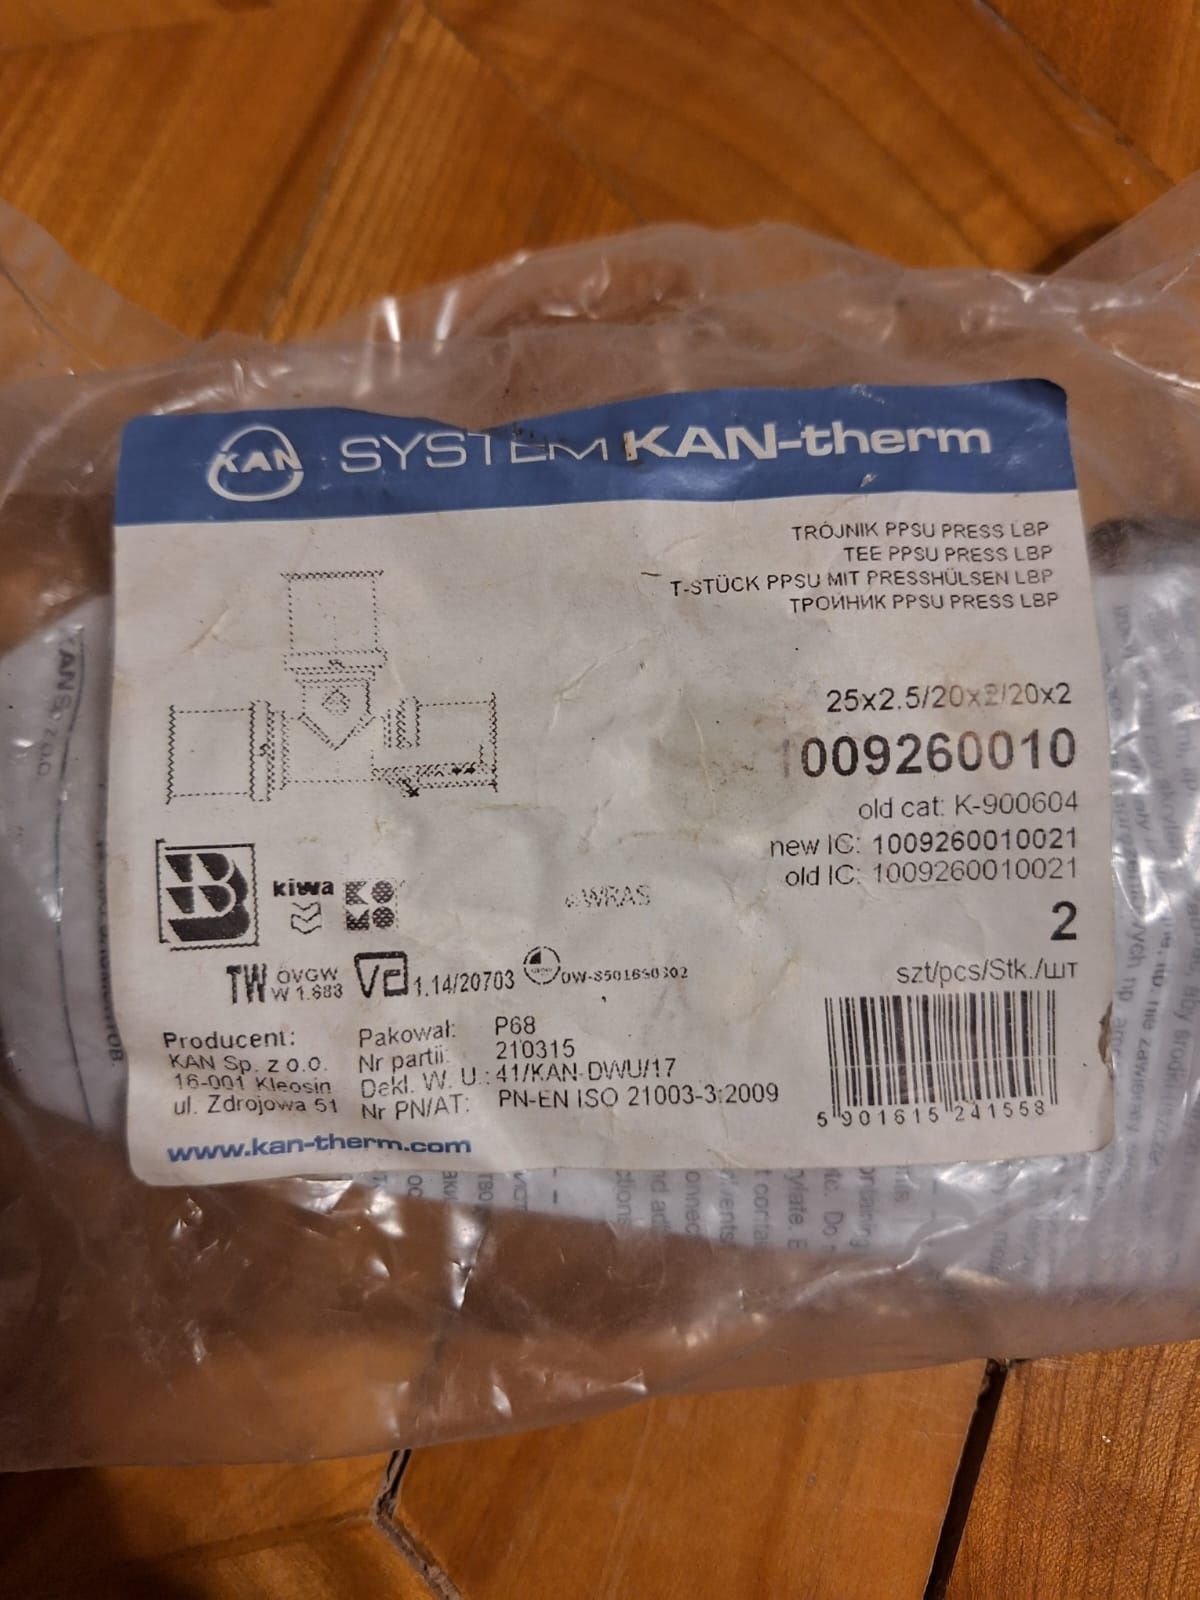 KAN SYSTEM KAN-therm
TRÓJNIK PPSU PRESS LBP
TEE PPSU PRESS LBP
T-STÜCK PPSU MIT PRESSHÜLSEN LBP
ТРОЙНИК PPSU PRESS LBP
25x2.5/20x2/20x2
1009260010
old cat: K-900604
new IC: 1009260010021
old IC: 1009260010021
2
szt/pcs/Stk./шт
B
kiwa
KOMO
WRAS
TW ÖVGW
W 1.683
1.14/20703
DW-8501
Producent:
KAN Sp. z o.o.
16-001 Kleosin
ul. Zdrojowa 51
Pakował: P68
Nr partii: 210315
Dekl. W. U.: 41/KAN-DWU/17
Nr PN/AT: PN-EN ISO 21003-3:2009
5 901615 241558
www.kan-therm.com